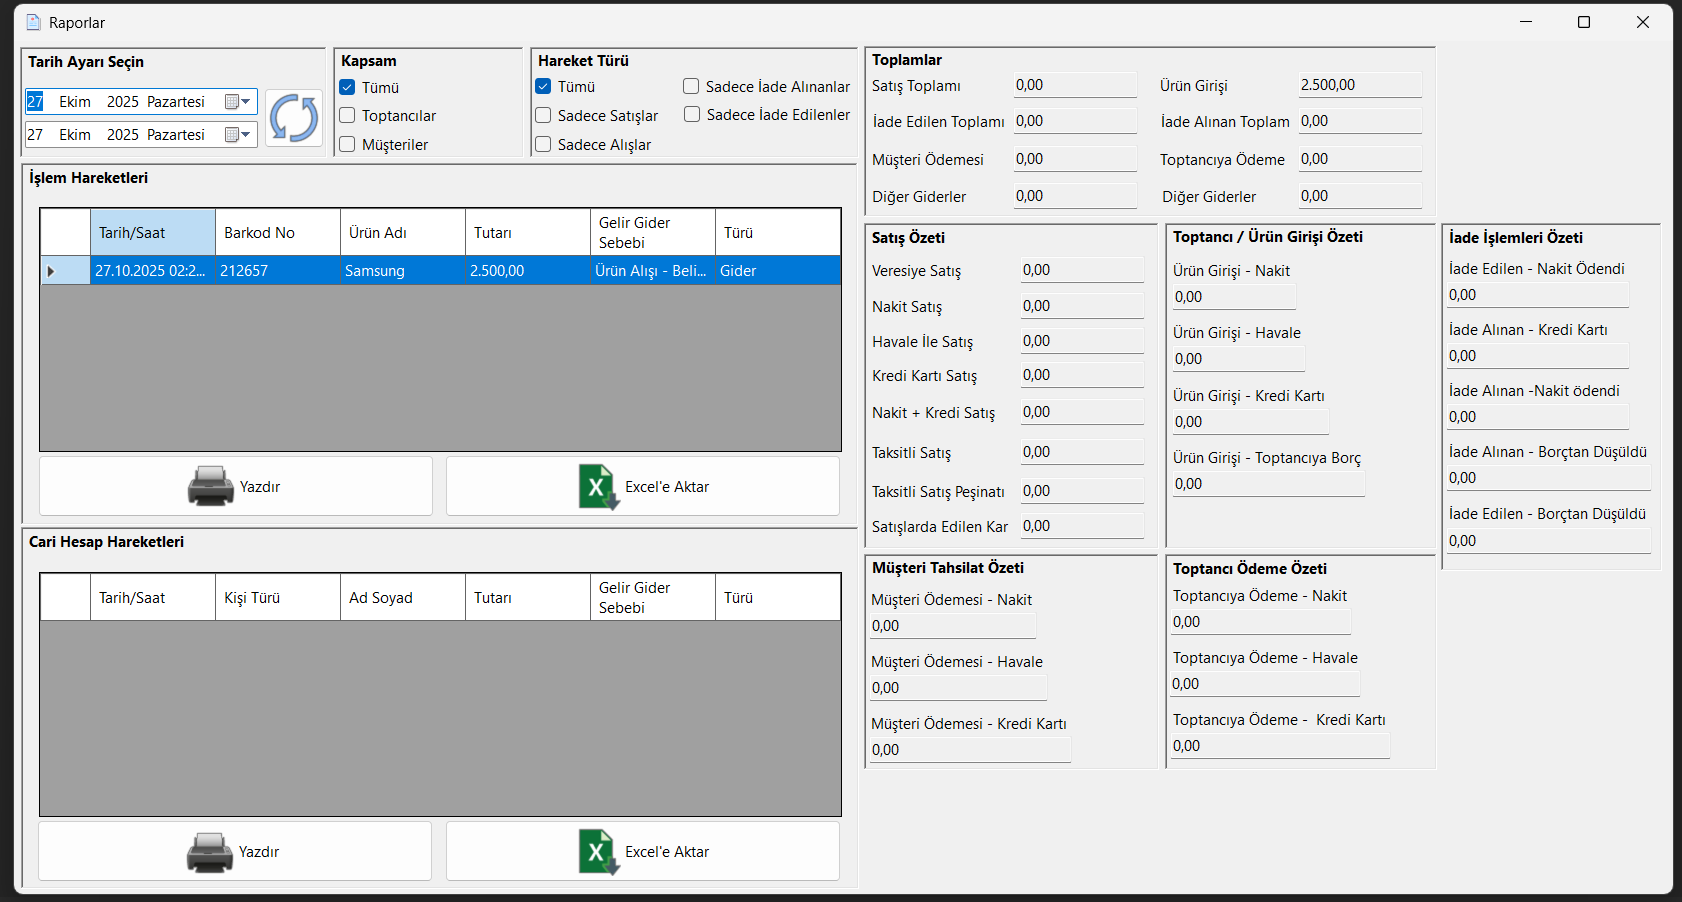 Raporlar
Tarih Ayarı Seçin
27 Ekim 2025 Pazartesi
27 Ekim 2025 Pazartesi
Kapsam
Tümü
Toptancılar
Müşteriler
Hareket Türü
Tümü
Sadece İade Alınanlar
Sadece Satışlar
Sadece İade Edilenler
Sadece Alışlar
Toplamlar
Satış Toplamı 0,00 Ürün Girişi 2.500,00
İade Edilen Toplamı 0,00 İade Alınan Toplam 0,00
Müşteri Ödemesi 0,00 Toptancıya Ödeme 0,00
Diğer Giderler 0,00 Diğer Giderler 0,00
İşlem Hareketleri
Tarih/Saat Barkod No Ürün Adı Tutarı Gelir Gider Sebebi Türü
27.10.2025 02:2... 212657 Samsung 2.500,00 Ürün Alışı - Beli... Gider
Yazdır
Excel'e Aktar
Cari Hesap Hareketleri
Tarih/Saat Kişi Türü Ad Soyad Tutarı Gelir Gider Sebebi Türü
Yazdır
Excel'e Aktar
Satış Özeti
Veresiye Satış 0,00
Nakit Satış 0,00
Havale İle Satış 0,00
Kredi Kartı Satış 0,00
Nakit + Kredi Satış 0,00
Taksitli Satış 0,00
Taksitli Satış Peşinatı 0,00
Satışlarda Edilen Kar 0,00
Toptancı / Ürün Girişi Özeti
Ürün Girişi - Nakit
0,00
Ürün Girişi - Havale
0,00
Ürün Girişi - Kredi Kartı
0,00
Ürün Girişi - Toptancıya Borç
0,00
İade İşlemleri Özeti
İade Edilen - Nakit Ödendi
0,00
İade Alınan - Kredi Kartı
0,00
İade Alınan -Nakit ödendi
0,00
İade Alınan - Borçtan Düşüldü
0,00
İade Edilen - Borçtan Düşüldü
0,00
Müşteri Tahsilat Özeti
Müşteri Ödemesi - Nakit
0,00
Müşteri Ödemesi - Havale
0,00
Müşteri Ödemesi - Kredi Kartı
0,00
Toptancı Ödeme Özeti
Toptancıya Ödeme - Nakit
0,00
Toptancıya Ödeme - Havale
0,00
Toptancıya Ödeme -  Kredi Kartı
0,00